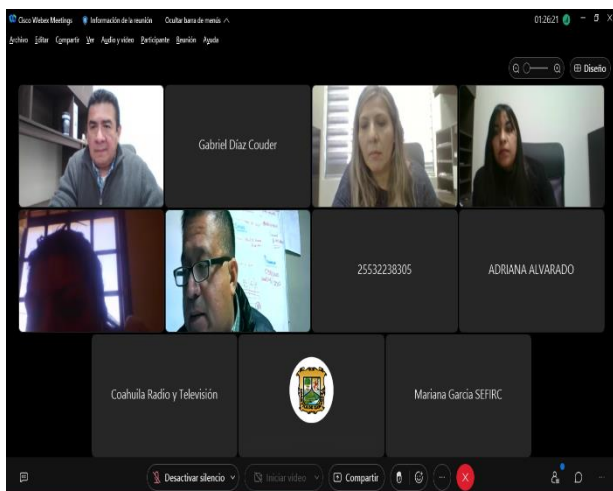 Cisco Webex Meetings
Información de la reunión
Ocultar barra de menús
01:26:21
Archivo Editar Compartir Ver Audio y video Participante Reunión Ayuda
Diseño
Gabriel Díaz Couder
25532238305
ADRIANA ALVARADO
Coahuila Radio y Televisión
Mariana Garcia SEFIRC
Desactivar silencio
Iniciar video
Compartir